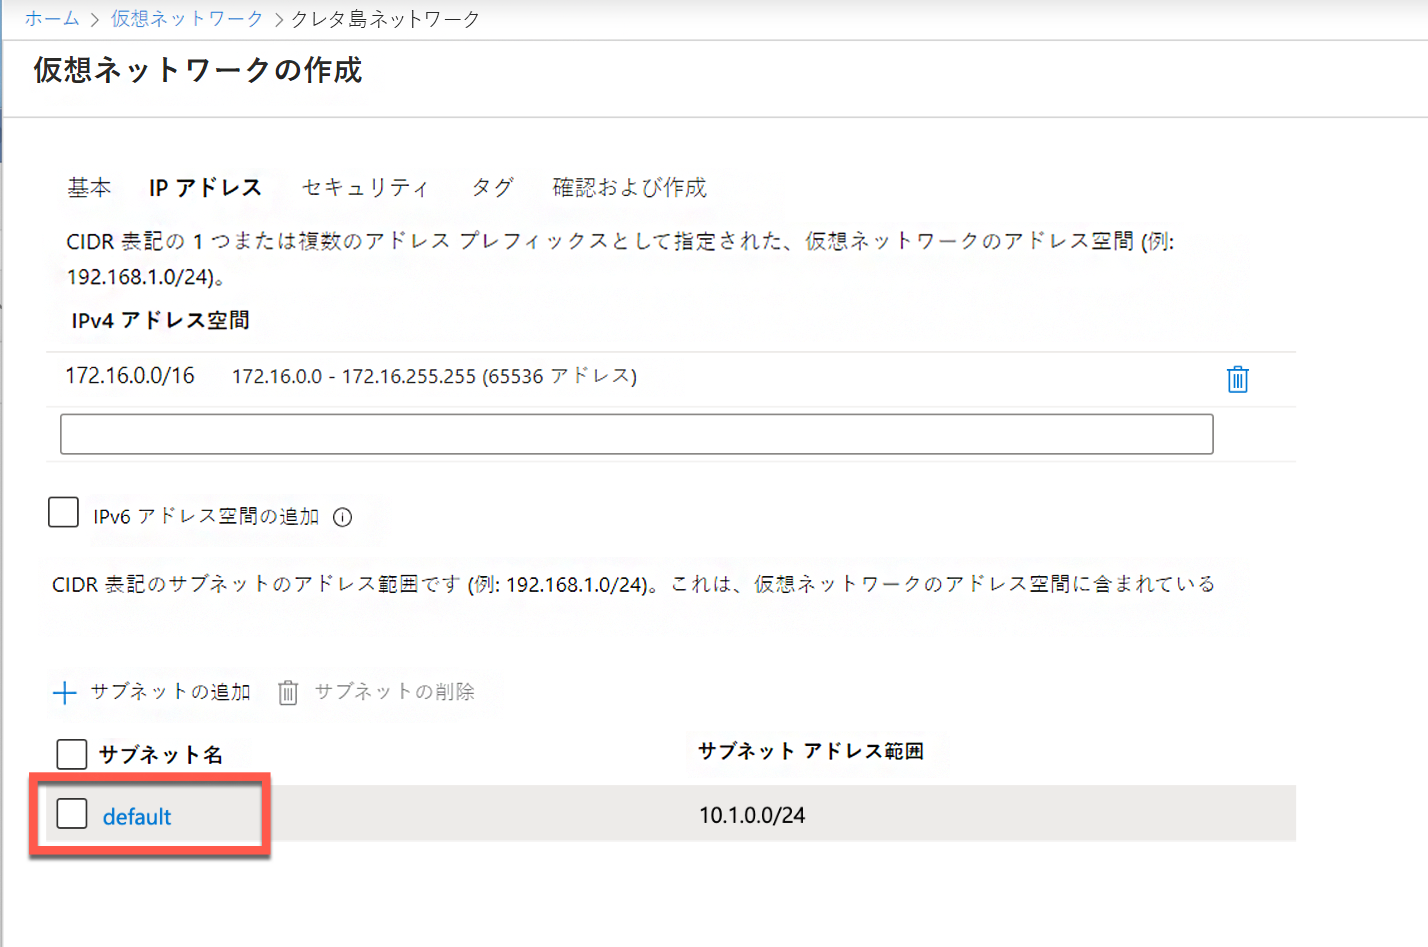 ホーム > 仮想ネットワーク > クレタ島ネットワーク
仮想ネットワークの作成
基本 IP アドレス セキュリティ タグ 確認および作成
CIDR 表記の 1 つまたは複数のアドレス プレフィックスとして指定された、仮想ネットワークのアドレス空間 (例:
192.168.1.0/24)。
IPv4 アドレス空間
172.16.0.0/16 172.16.0.0 - 172.16.255.255 (65536 アドレス)
IPv6 アドレス空間の追加
CIDR 表記のサブネットのアドレス範囲です (例: 192.168.1.0/24)。これは、仮想ネットワークのアドレス空間に含まれている
サブネットの追加 サブネットの削除
サブネット名 サブネット アドレス範囲
default 10.1.0.0/24